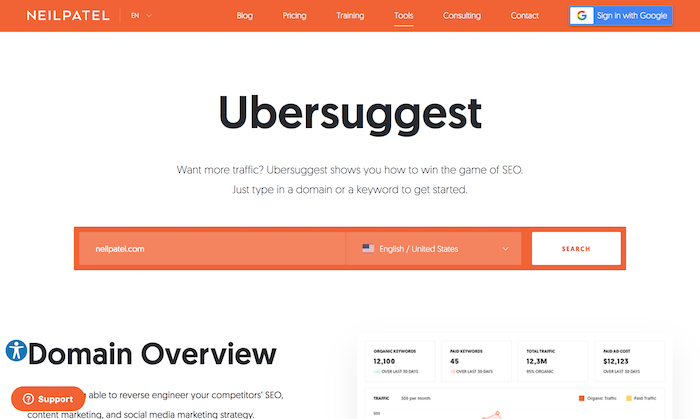 NEILPATEL EN Blog Pricing Training Tools Consulting Contact Sign in with Google
Ubersuggest
Want more traffic? Ubersuggest shows you how to win the game of SEO.
Just type in a domain or a keyword to get started.
neilpatel.com English / United States SEARCH
Domain Overview
able to reverse engineer your competitors' SEO,
content marketing, and social media marketing strategy.
Support
ORGANIC KEYWORDS PAID KEYWORDS TOTAL TRAFFIC PAID AD COST
12,100 45 12,3M $12,123
OVER LAST 30 DAYS OVER LAST 30 DAYS 85% ORGANIC OVER LAST 30 DAYS
TRAFFIC 300 per month Organic Traffic Paid Traffic